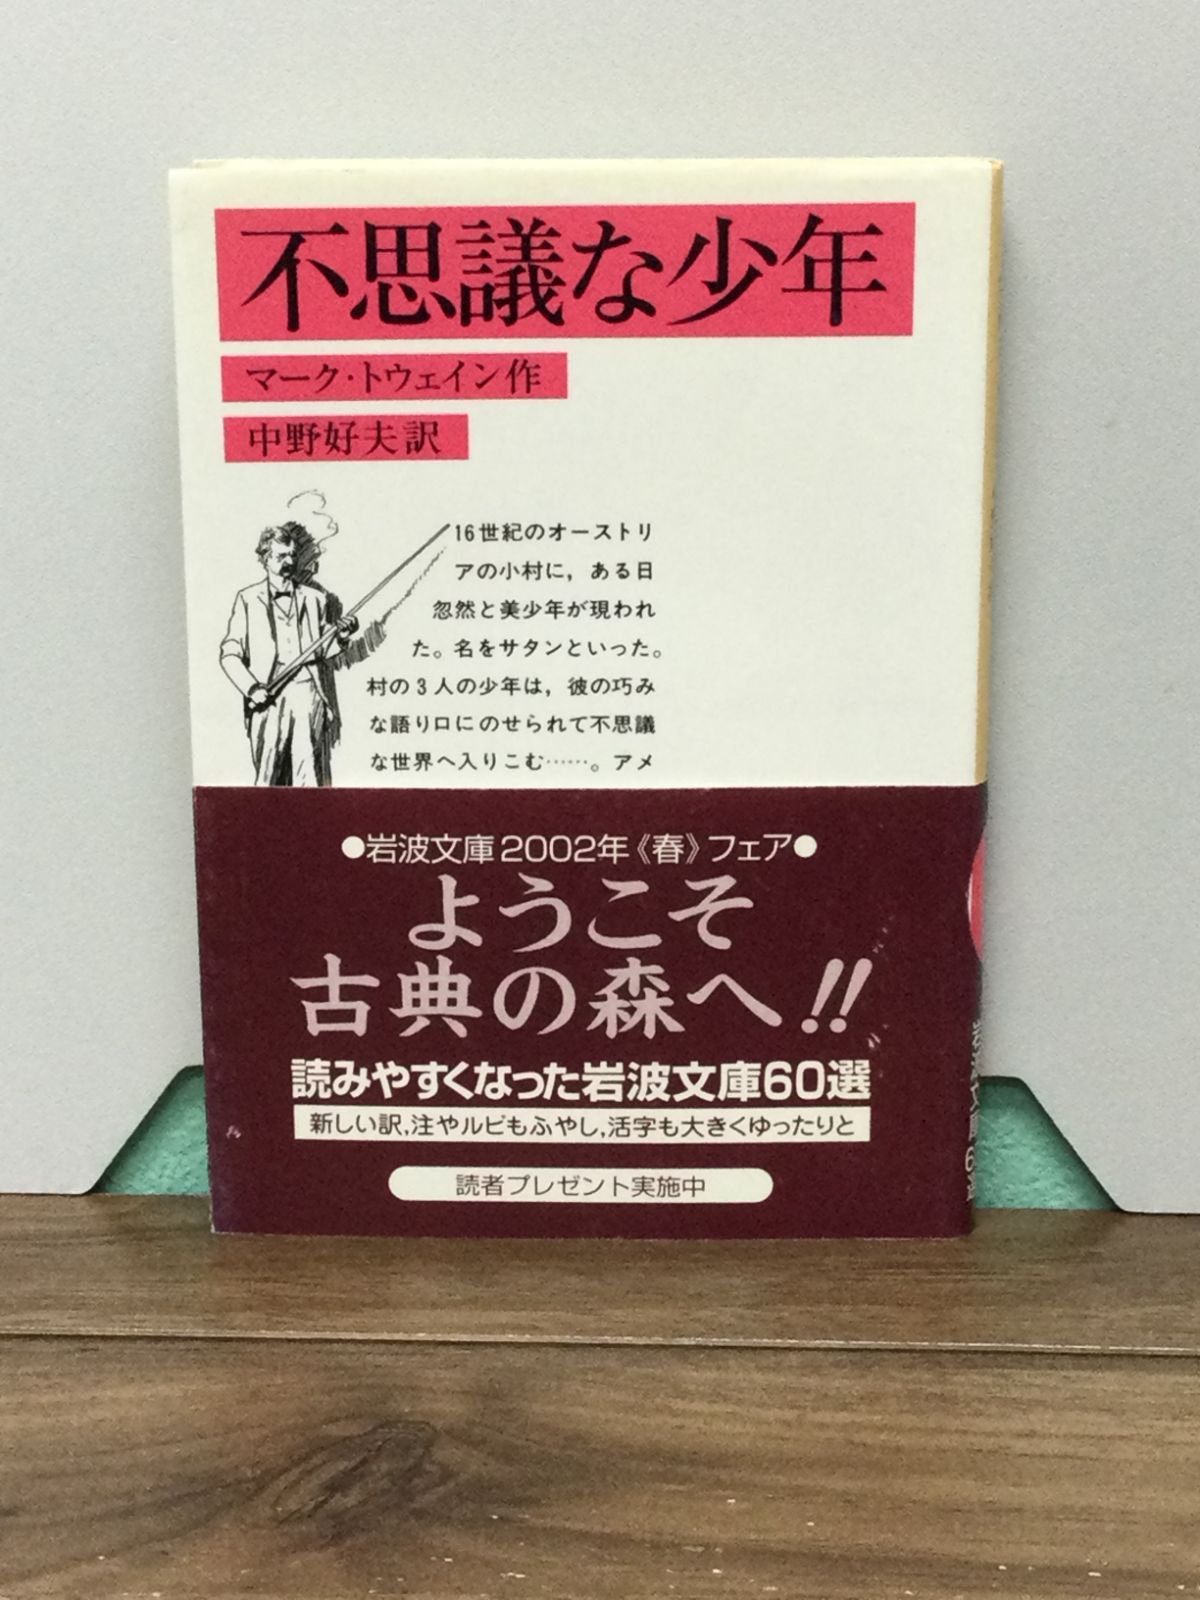 不思議な少年
マーク・トウェイン作
中野好夫訳
16世紀のオーストリ
アの小村に，ある日
忽然と美少年が現われ
た。名をサタンといった。
村の3人の少年は，彼の巧み
な語り口にのせられて不思議
な世界へ入りこむ……。アメ
●岩波文庫2002年《春》フェア●
ようこそ
古典の森へ!!
読みやすくなった岩波文庫60選
新しい訳,注やルビもふやし,活字も大きくゆったりと
読者プレゼント実施中